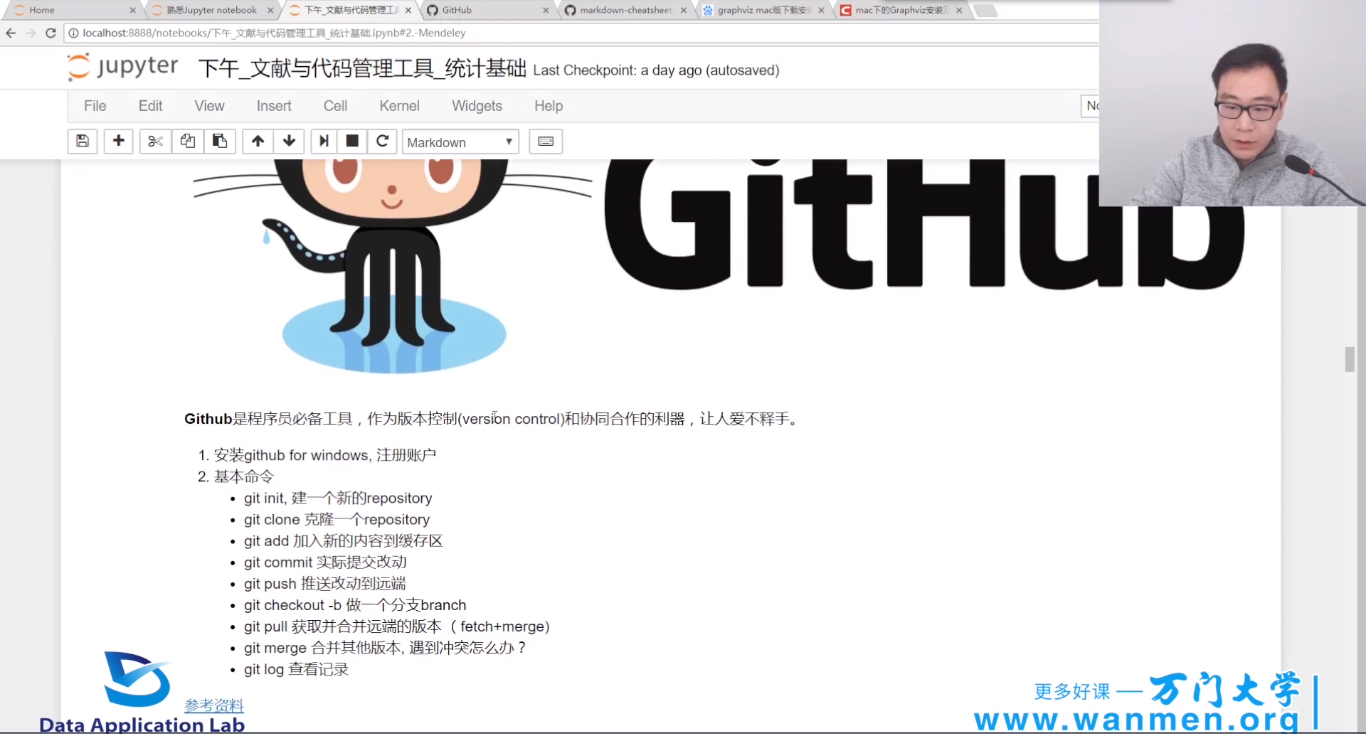 Home
熟悉Jupyter notebook
下午_文献与代码管理工
GitHub
markdown-cheatsheet
graphviz mac版下载安
mac下的Graphviz安装
localhost:8888/notebooks/下午_文献与代码管理工具_统计基础.ipynb#2.-Mendeley
jupyter 下午_文献与代码管理工具_统计基础 Last Checkpoint: a day ago (autosaved)
File Edit View Insert Cell Kernel Widgets Help
No
Markdown
GitHub
Github是程序员必备工具，作为版本控制(version control)和协同合作的利器，让人爱不释手。
1. 安装github for windows, 注册账户
2. 基本命令
• git init, 建一个新的repository
• git clone 克隆一个repository
• git add 加入新的内容到缓存区
• git commit 实际提交改动
• git push 推送改动到远端
• git checkout -b 做一个分支branch
• git pull 获取并合并远端的版本 （ fetch+merge)
• git merge 合并其他版本, 遇到冲突怎么办？
• git log 查看记录
参考资料
Data Application Lab
更多好课 — 万门大学
www.wanmen.org